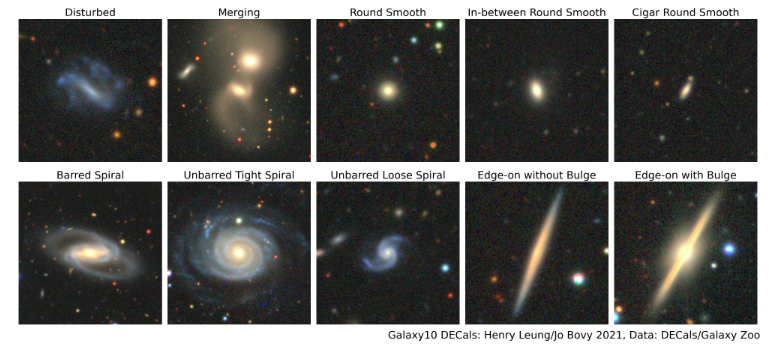 Disturbed
Merging
Round Smooth
In-between Round Smooth
Cigar Round Smooth
Barred Spiral
Unbarred Tight Spiral
Unbarred Loose Spiral
Edge-on without Bulge
Edge-on with Bulge
Galaxy10 DECals: Henry Leung/Jo Bovy 2021, Data: DECals/Galaxy Zoo